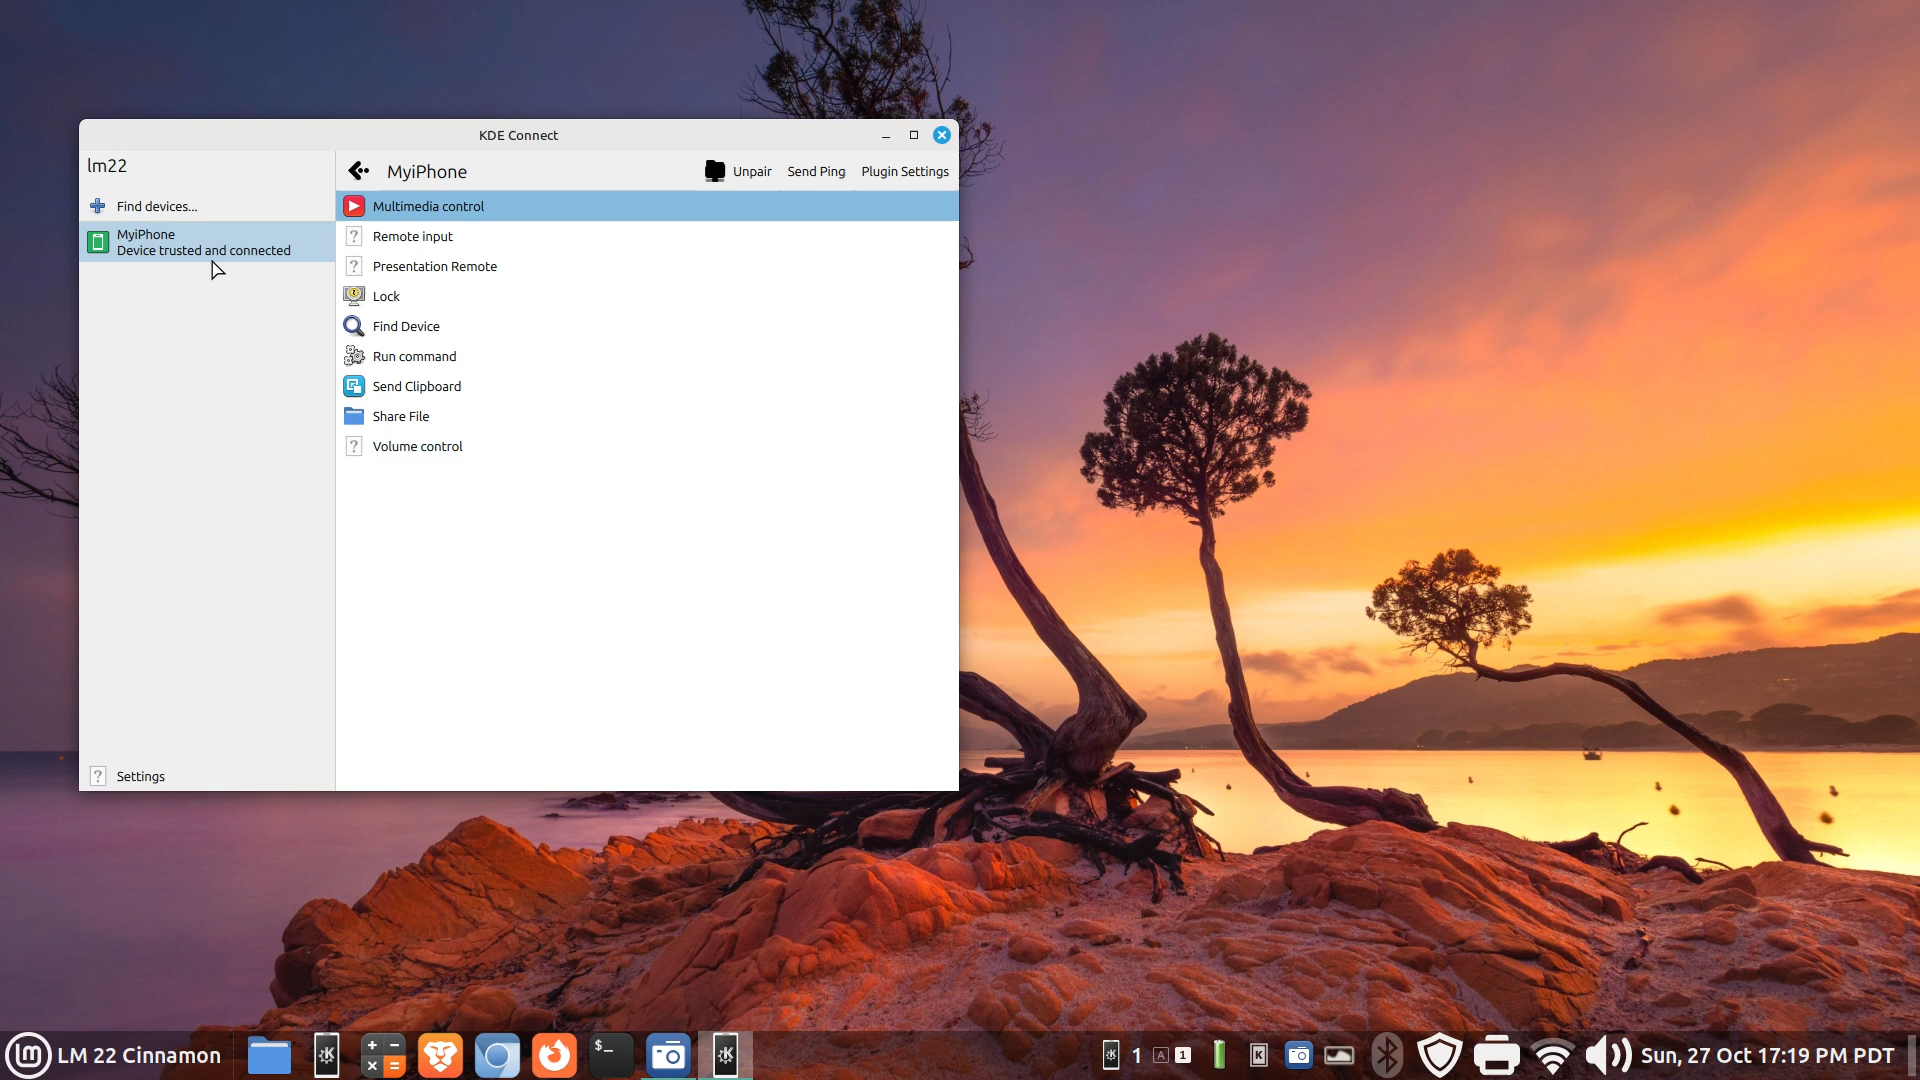 KDE Connect
lm22
MyiPhone
Unpair
Send Ping
Plugin Settings
Find devices...
MyiPhone
Device trusted and connected
Multimedia control
Remote input
Presentation Remote
Lock
Find Device
Run command
Send Clipboard
Share File
Volume control
Settings
LM 22 Cinnamon
$_
1
A
1
K
Sun, 27 Oct 17:19 PM PDT